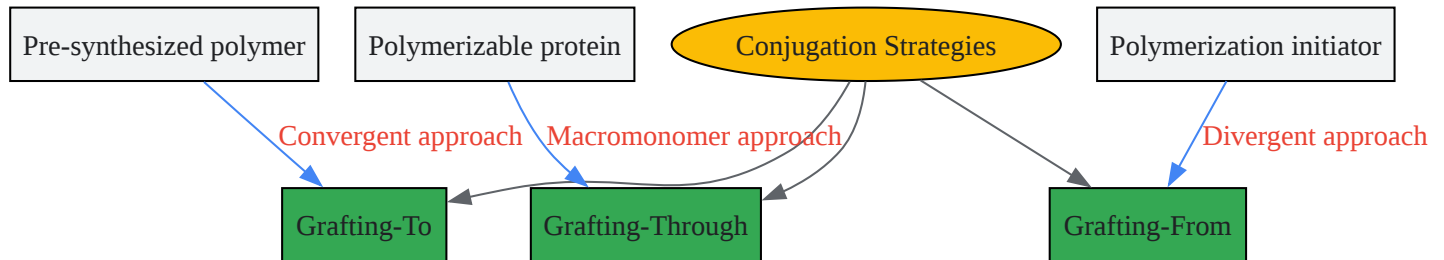 Pre-synthesized polymer
Polymerizable protein
Conjugation Strategies
Polymerization initiator
Convergent approach
Macromonomer approach
Divergent approach
Grafting-To
Grafting-Through
Grafting-From